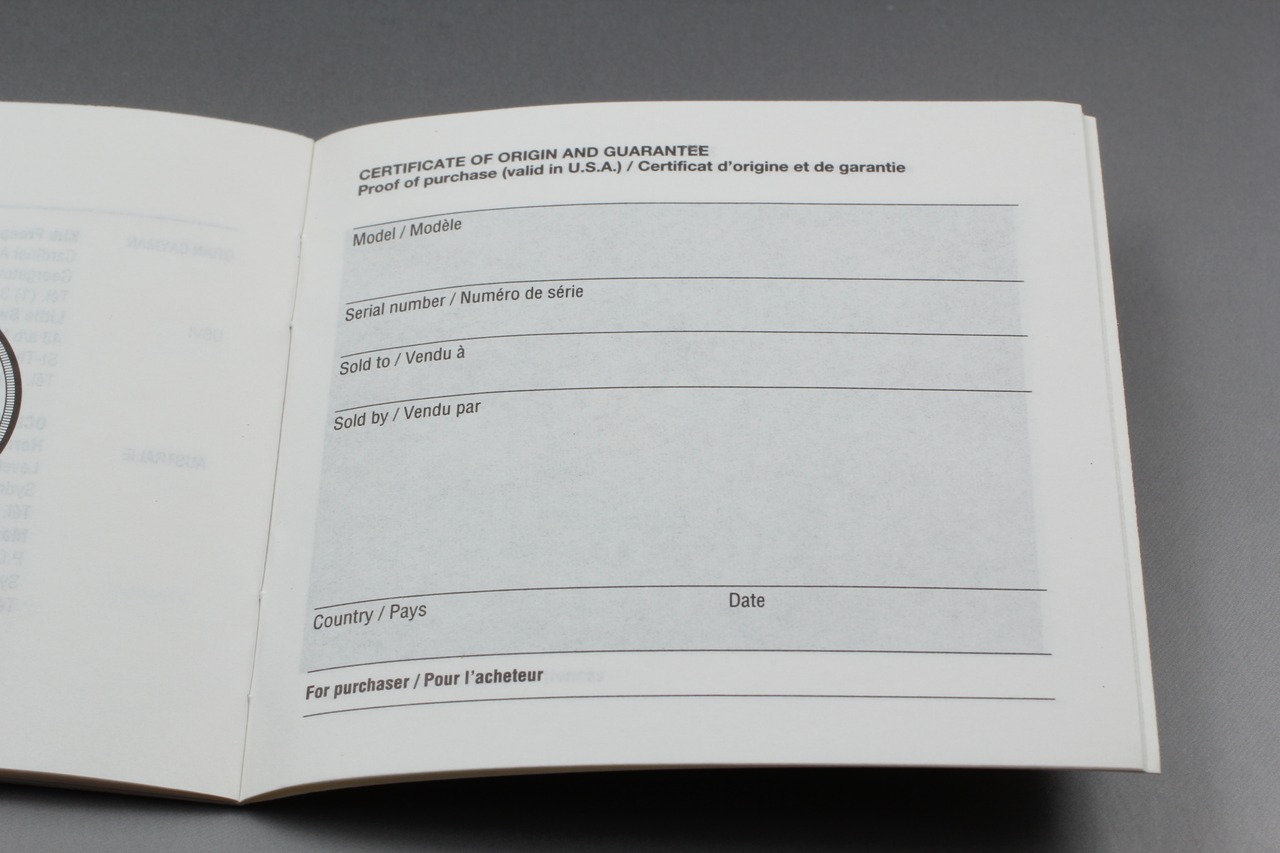 CERTIFICATE OF ORIGIN AND GUARANTEE
Proof of purchase (valid in U.S.A.) / Certificat d'origine et de garantie
Model / Modèle
Serial number / Numéro de série
Sold to / Vendu à
Sold by / Vendu par
Country / Pays Date
For purchaser / Pour l'acheteur